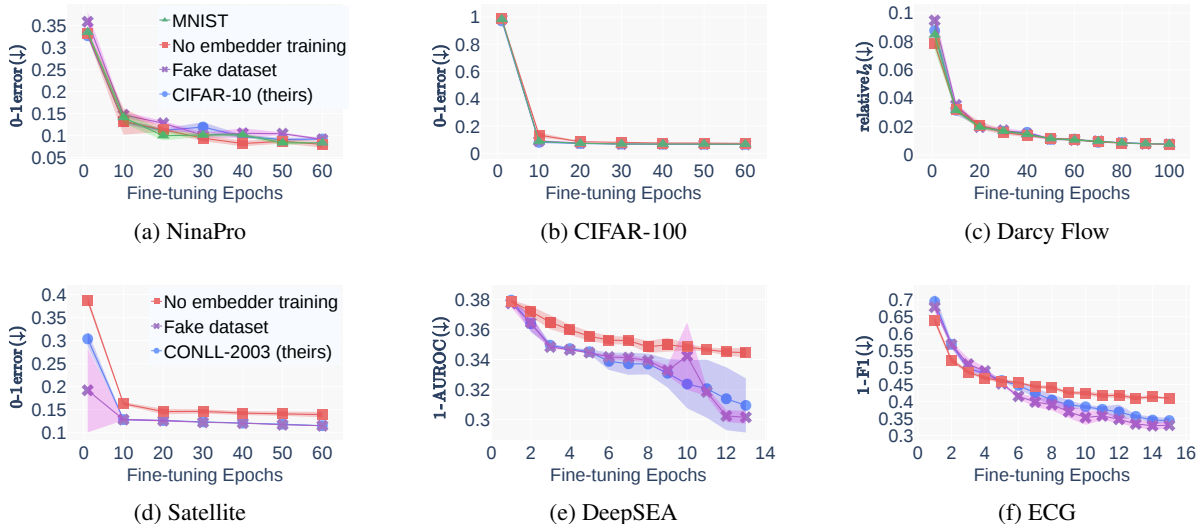 0.35
0.3
0.25
0.2
0.15
0.1
0.05
0-1 error(↓)
MNIST
No embedder training
Fake dataset
CIFAR-10 (theirs)
0 10 20 30 40 50 60
Fine-tuning Epochs
(a) NinaPro
1
0.8
0.6
0.4
0.2
0
0-1 error(↓)
0 10 20 30 40 50 60
Fine-tuning Epochs
(b) CIFAR-100
0.1
0.08
0.06
0.04
0.02
0
relative l₂(↓)
0 20 40 60 80 100
Fine-tuning Epochs
(c) Darcy Flow
0.4
0.35
0.3
0.25
0.2
0.15
0.1
0-1 error(↓)
No embedder training
Fake dataset
CONLL-2003 (theirs)
0 10 20 30 40 50 60
Fine-tuning Epochs
(d) Satellite
0.38
0.36
0.34
0.32
0.3
1-AUROC(↓)
0 2 4 6 8 10 12 14
Fine-tuning Epochs
(e) DeepSEA
0.7
0.65
0.6
0.55
0.5
0.45
0.4
0.35
0.3
1-F1(↓)
0 2 4 6 8 10 12 14 16
Fine-tuning Epochs
(f) ECG